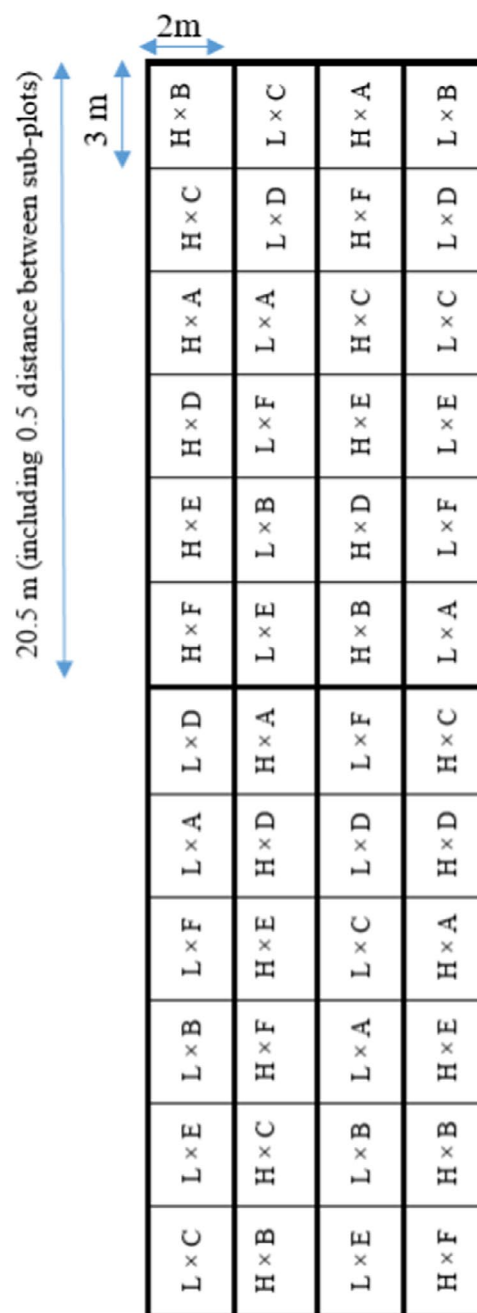 2m
3 m
20.5 m (including 0.5 distance between sub-plots)
H × B L × C H × A L × B
H × C L × D H × F L × D
H × A L × A H × C L × C
H × D L × F H × E L × E
H × E L × B H × D L × F
H × F L × E H × B L × A
L × D H × A L × F H × C
L × A H × D L × D H × D
L × F H × E L × C H × A
L × B H × F L × A H × E
L × E H × C L × B H × B
L × C H × B L × E H × F